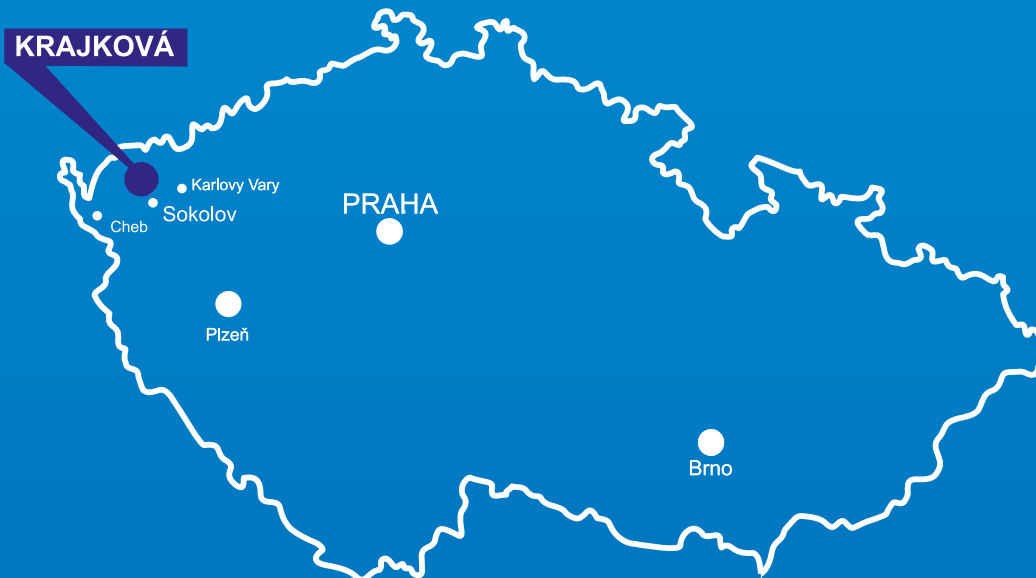 KRAJKOVÁ
Karlovy Vary
PRAHA
Sokolov
Cheb
Plzeň
Brno